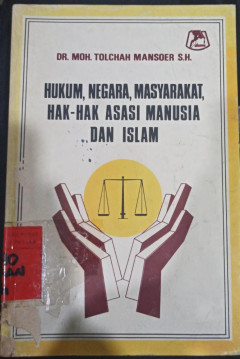 DR. MOH. TOLCHAH MANSOER S.H.
HUKUM, NEGARA, MASYARAKAT,
HAK-HAK ASASI MANUSIA
DAN ISLAM